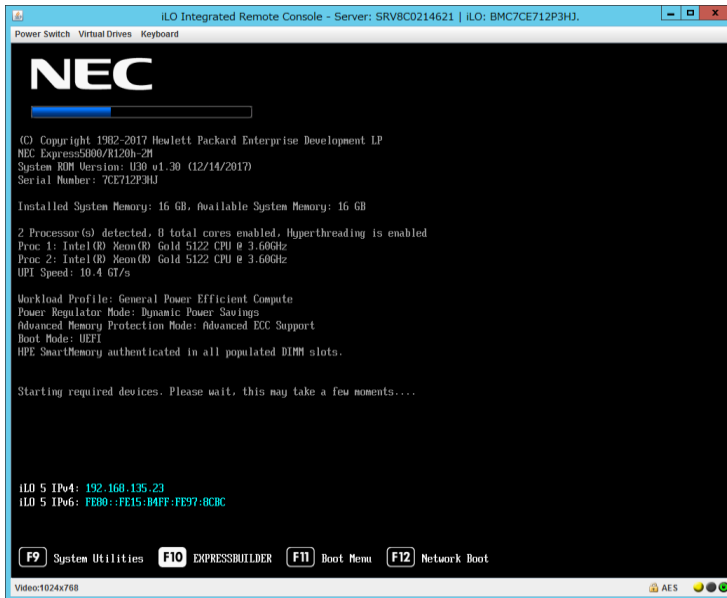 iLO Integrated Remote Console - Server: SRV8C0214621 | iLO: BMC7CE712P3HJ.
Power Switch Virtual Drives Keyboard
NEC
(C) Copyright 1982-2017 Hewlett Packard Enterprise Development LP
NEC Express5800/R120h-2M
System ROM Version: U30 v1.30 (12/14/2017)
Serial Number: 7CE712P3HJ
Installed System Memory: 16 GB, Available System Memory: 16 GB
2 Processor(s) detected, 8 total cores enabled, Hyperthreading is enabled
Proc 1: Intel(R) Xeon(R) Gold 5122 CPU @ 3.60GHz
Proc 2: Intel(R) Xeon(R) Gold 5122 CPU @ 3.60GHz
UPI Speed: 10.4 GT/s
Workload Profile: General Power Efficient Compute
Power Regulator Mode: Dynamic Power Savings
Advanced Memory Protection Mode: Advanced ECC Support
Boot Mode: UEFI
HPE SmartMemory authenticated in all populated DIMM slots.
Starting required devices. Please wait, this may take a few moments....
iLO 5 IPv4: 192.168.135.23
iLO 5 IPv6: FE80::FE15:B4FF:FE97:8CBC
F9 System Utilities F10 EXPRESSBUILDER F11 Boot Menu F12 Network Boot
Video:1024x768 AES